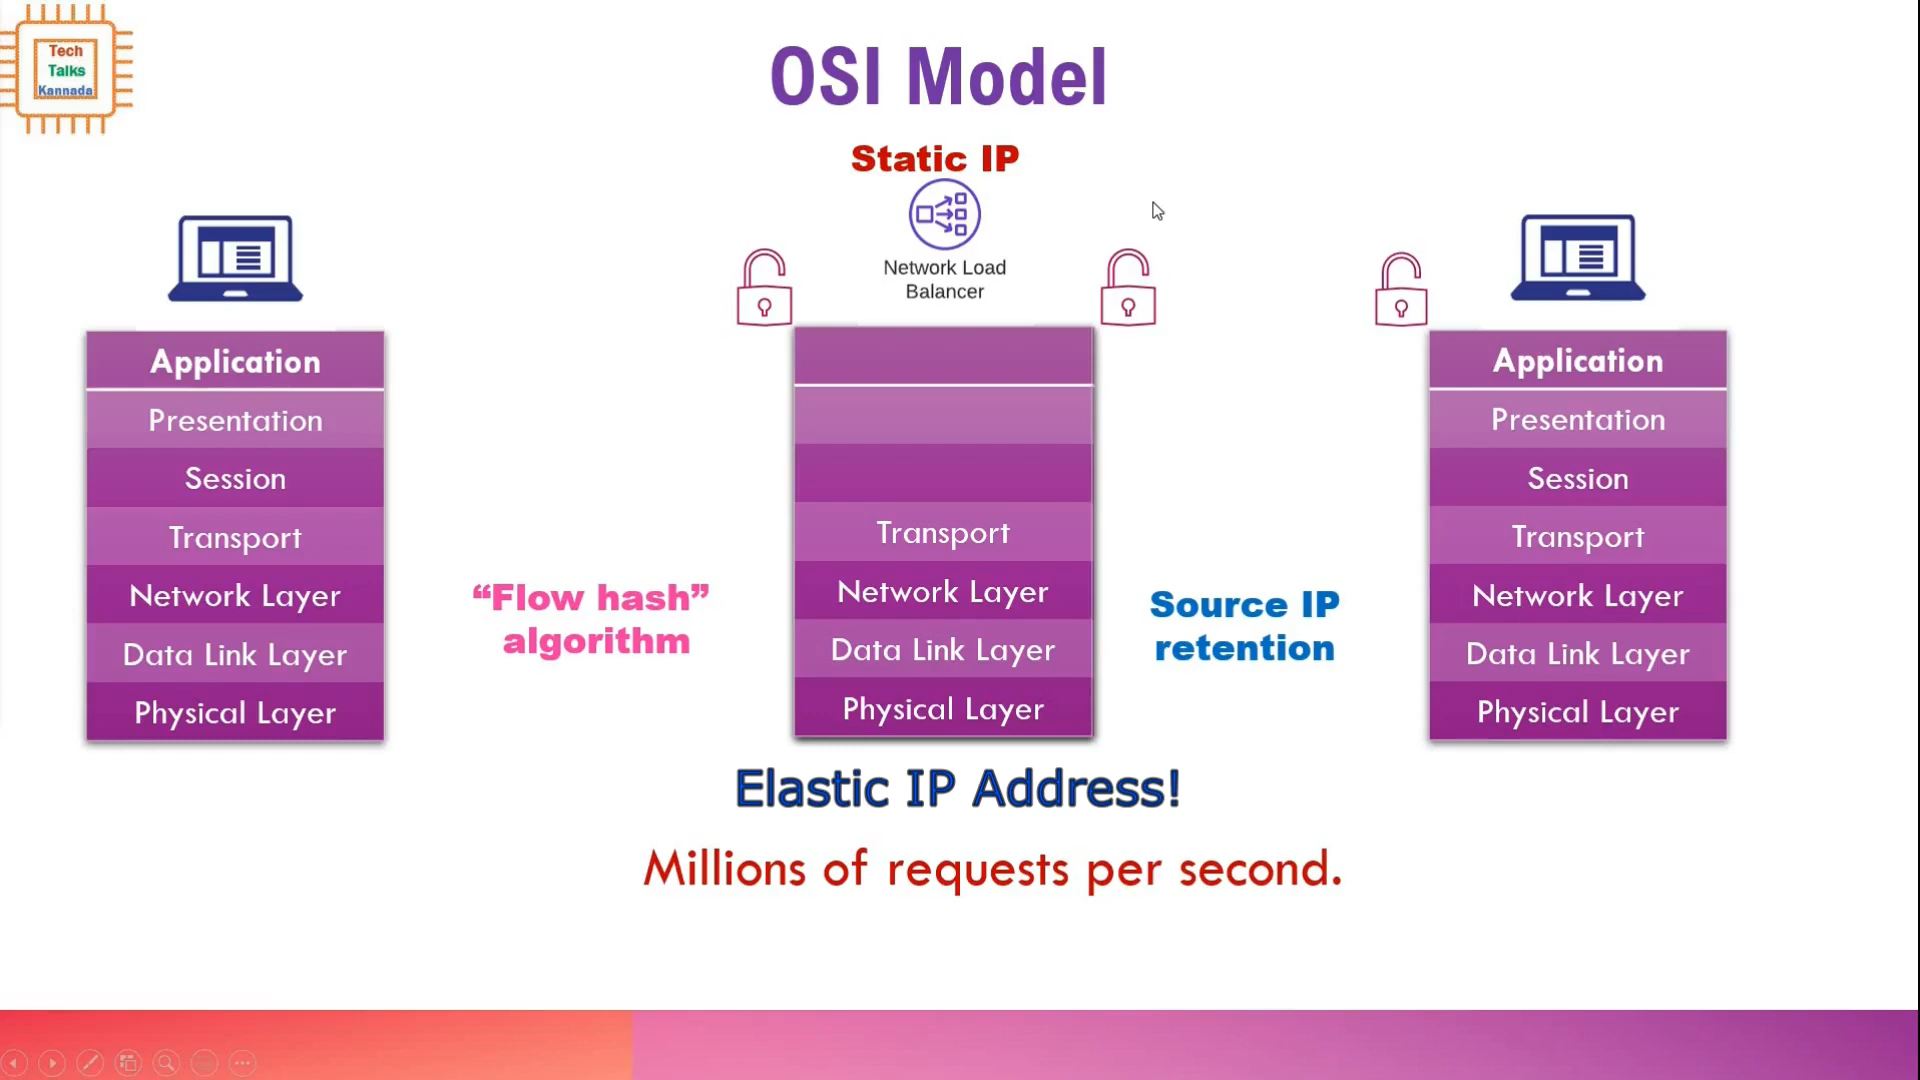 Tech
Talks
Kannada
OSI Model
Static IP
Network Load
Balancer
Application
Presentation
Session
Transport
Network Layer
Data Link Layer
Physical Layer
“Flow hash”
algorithm
Transport
Network Layer
Data Link Layer
Physical Layer
Source IP
retention
Application
Presentation
Session
Transport
Network Layer
Data Link Layer
Physical Layer
Elastic IP Address!
Millions of requests per second.